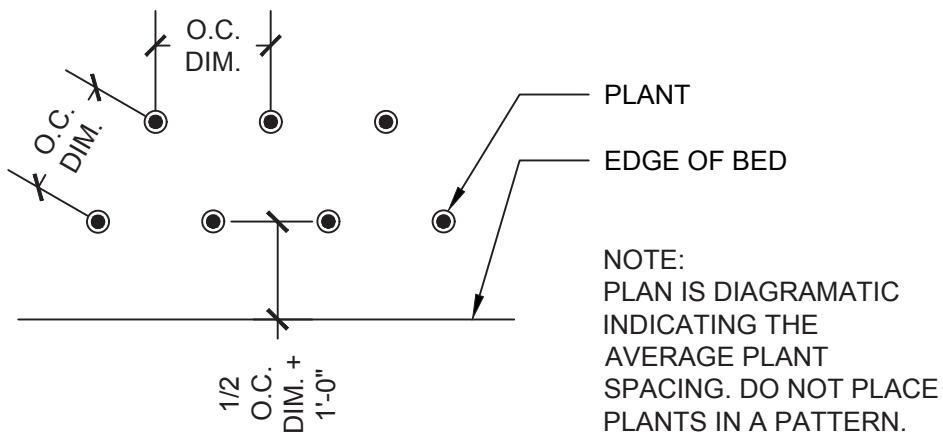 O.C.
DIM.
O.C.
DIM.
PLANT
EDGE OF BED
1/2
O.C.
DIM. +
1'-0"
NOTE:
PLAN IS DIAGRAMATIC
INDICATING THE
AVERAGE PLANT
SPACING. DO NOT PLACE
PLANTS IN A PATTERN.